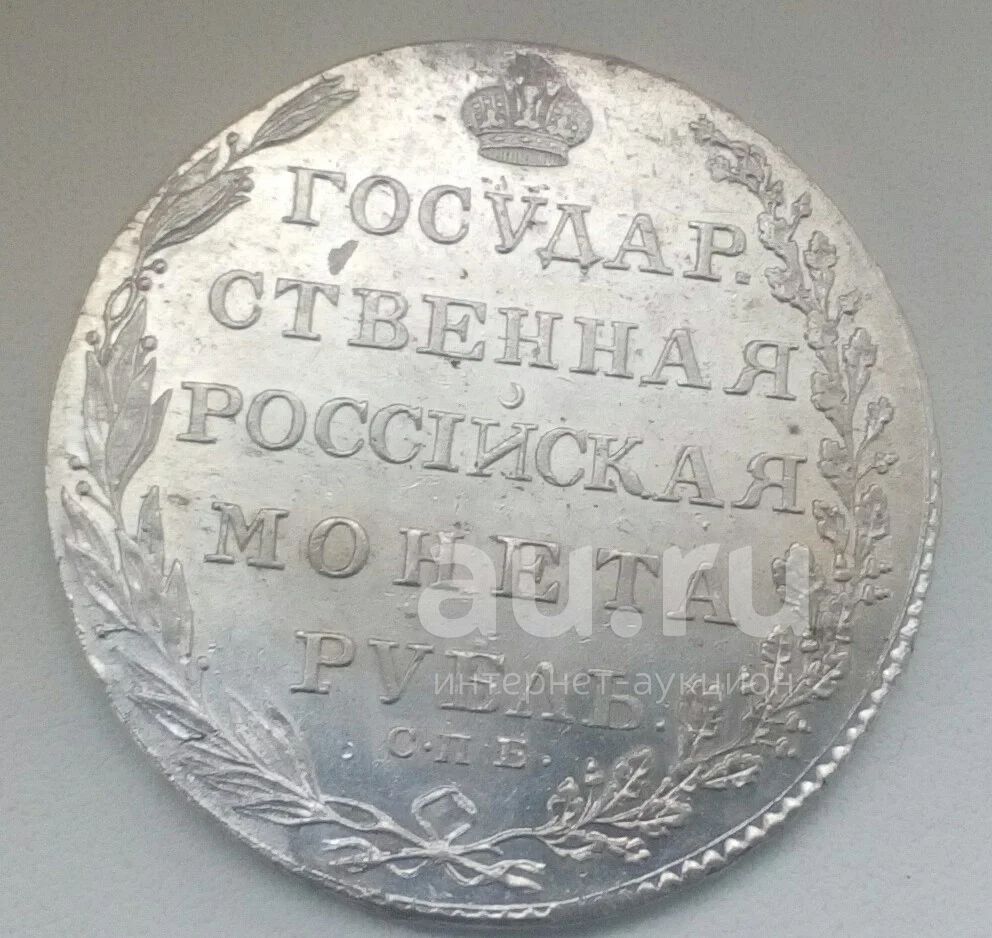 ГОСУДАР.
СТВЕННАЯ
РОССІЙСКАЯ
МОНЕТА
РУБЛЬ.
С·П·Б·
au.ru
интернет-аукцион